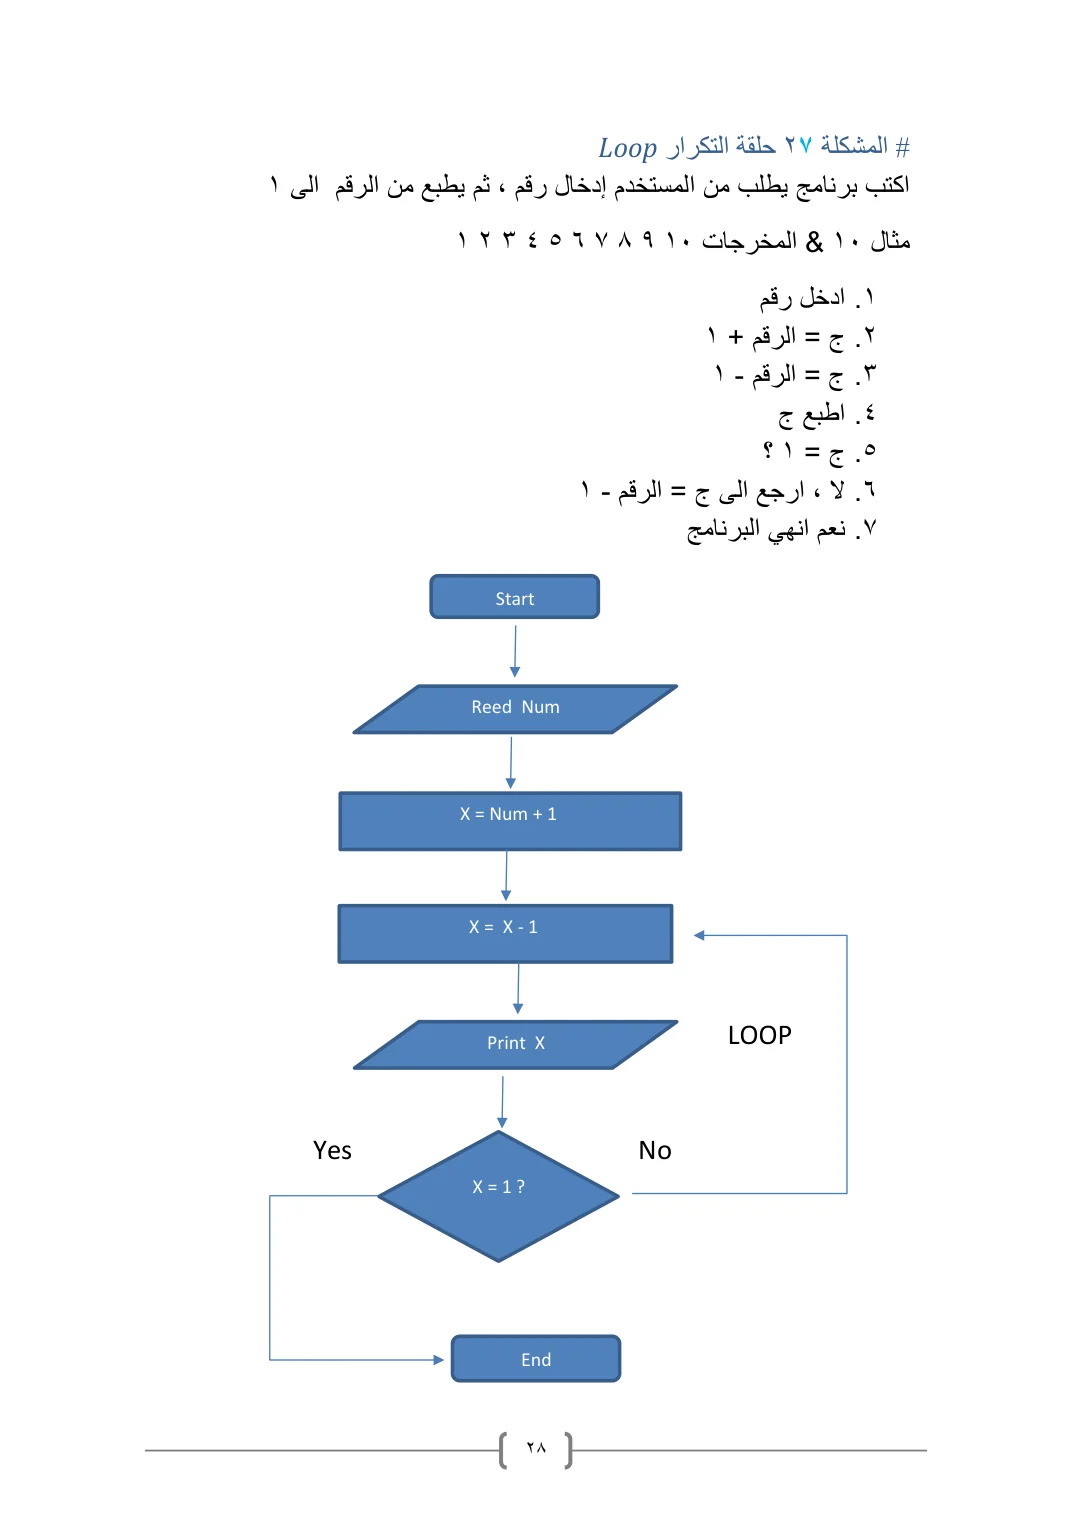 # المشكلة ٢٧ حلقة التكرار Loop
اكتب برنامج يطلب من المستخدم إدخال رقم ، ثم يطبع من الرقم الى ١
مثال ١٠ & المخرجات ١٠ ٩ ٨ ٧ ٦ ٥ ٤ ٣ ٢ ١
١. ادخل رقم
٢. ج = الرقم + ١
٣. ج = الرقم - ١
٤. اطبع ج
٥. ج = ١ ؟
٦. لا ، ارجع الى ج = الرقم - ١
٧. نعم انهي البرنامج
Start
Reed Num
X = Num + 1
X = X - 1
Print X
LOOP
Yes
No
X = 1 ?
End
٢٨